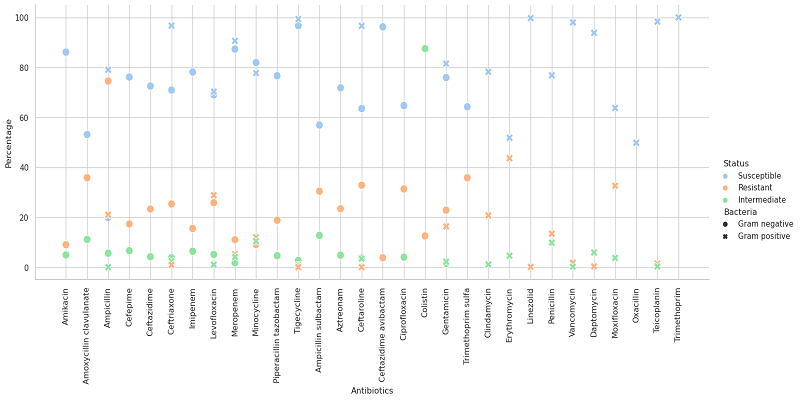 100
80
60
40
20
0
Percentage
Amikacin
Amoxycillin clavulanate
Ampicillin
Cefepime
Ceftazidime
Ceftriaxone
Imipenem
Levofloxacin
Meropenem
Minocycline
Piperacillin tazobactam
Tigecycline
Ampicillin sulbactam
Aztreonam
Ceftaroline
Ceftazidime avibactam
Ciprofloxacin
Colistin
Gentamicin
Trimethoprim sulfa
Clindamycin
Erythromycin
Linezolid
Penicillin
Vancomycin
Daptomycin
Moxifloxacin
Oxacillin
Teicoplanin
Trimethoprim
Antibiotics
Status
Susceptible
Resistant
Intermediate
Bacteria
Gram negative
Gram positive